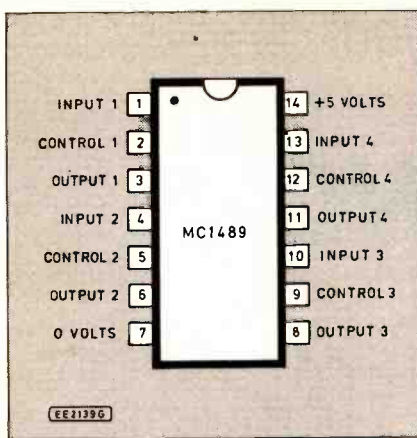 INPUT 1 1 14 +5 VOLTS
CONTROL 1 2 13 INPUT 4
OUTPUT 1 3 12 CONTROL 4
INPUT 2 4 11 OUTPUT 4
MC1489
CONTROL 2 5 10 INPUT 3
OUTPUT 2 6 9 CONTROL 3
0 VOLTS 7 8 OUTPUT 3
EE2139G